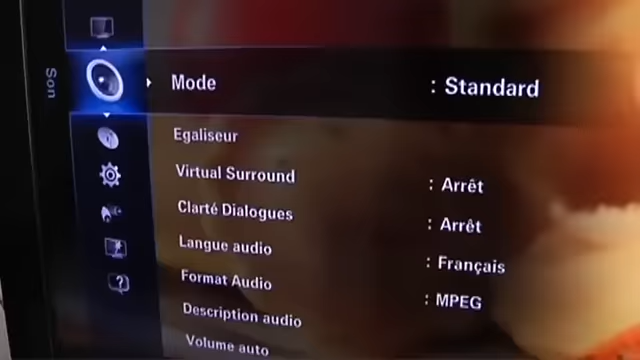 Son
Mode : Standard
Egaliseur
Virtual Surround : Arrêt
Clarté Dialogues : Arrêt
Langue audio : Français
Format Audio : MPEG
Description audio
Volume auto